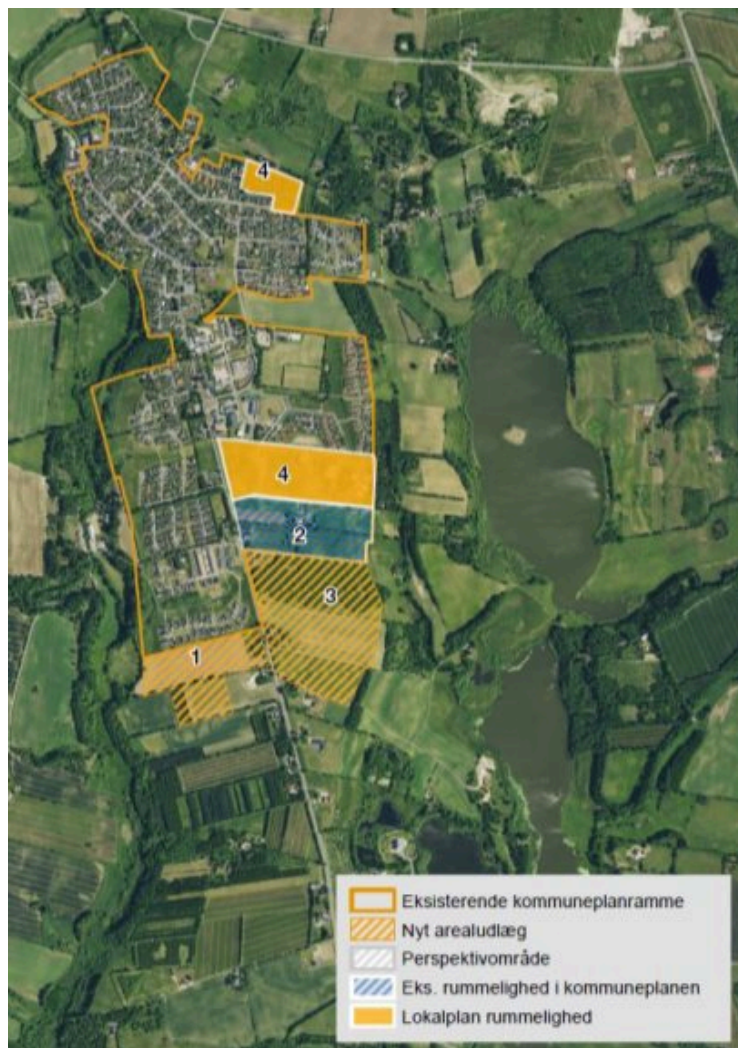 4
4
2
3
1
Eksisterende kommuneplanramme
Nyt arealudlæg
Perspektivområde
Eks. rummelighed i kommuneplanen
Lokalplan rummelighed